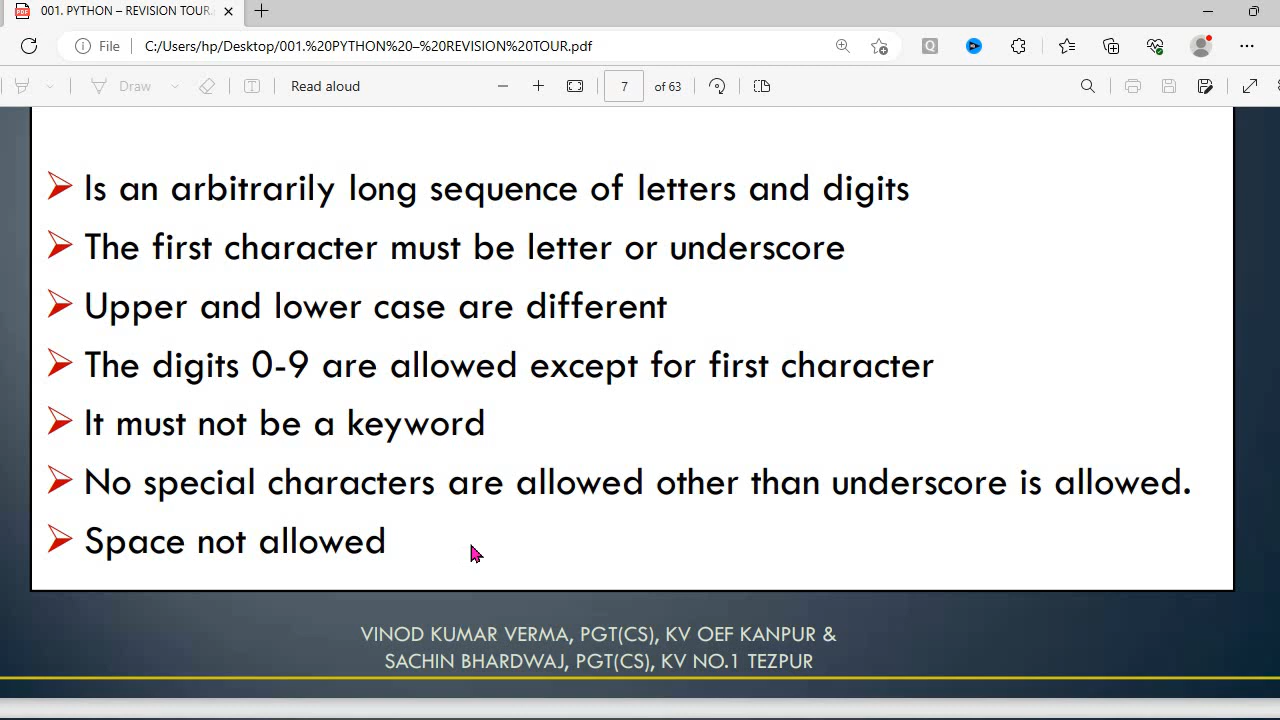 001. PYTHON – REVISION TOUR.
File C:/Users/hp/Desktop/001.%20PYTHON%20–%20REVISION%20TOUR.pdf
Draw Read aloud 7 of 63
Is an arbitrarily long sequence of letters and digits
The first character must be letter or underscore
Upper and lower case are different
The digits 0-9 are allowed except for first character
It must not be a keyword
No special characters are allowed other than underscore is allowed.
Space not allowed
VINOD KUMAR VERMA, PGT(CS), KV OEF KANPUR &
SACHIN BHARDWAJ, PGT(CS), KV NO.1 TEZPUR